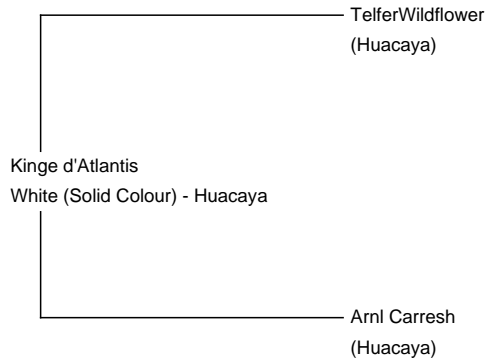 TelferWildflower
(Huacaya)
Kinge d'Atlantis
White (Solid Colour) - Huacaya
Arnl Carresh
(Huacaya)